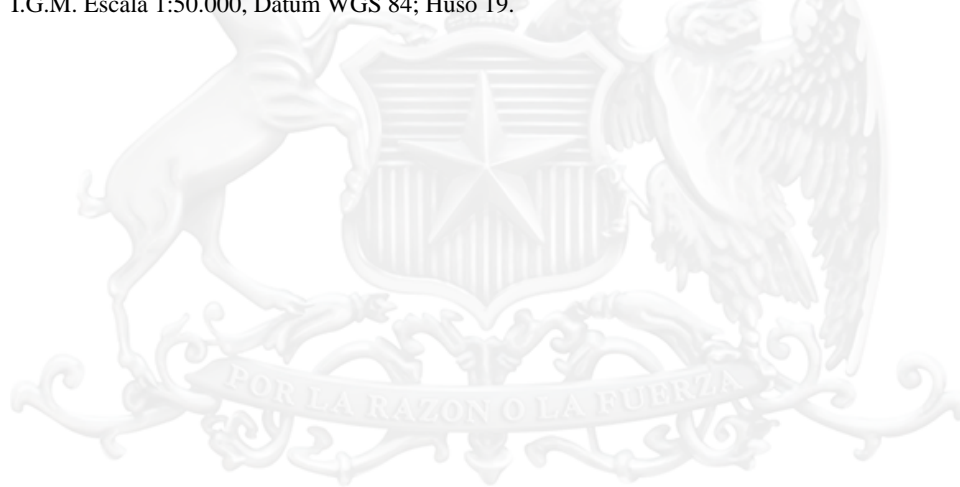 I.G.M. Escala 1:50.000, Datum WGS 84; Huso 19.
POR LA RAZON O LA FUERZA